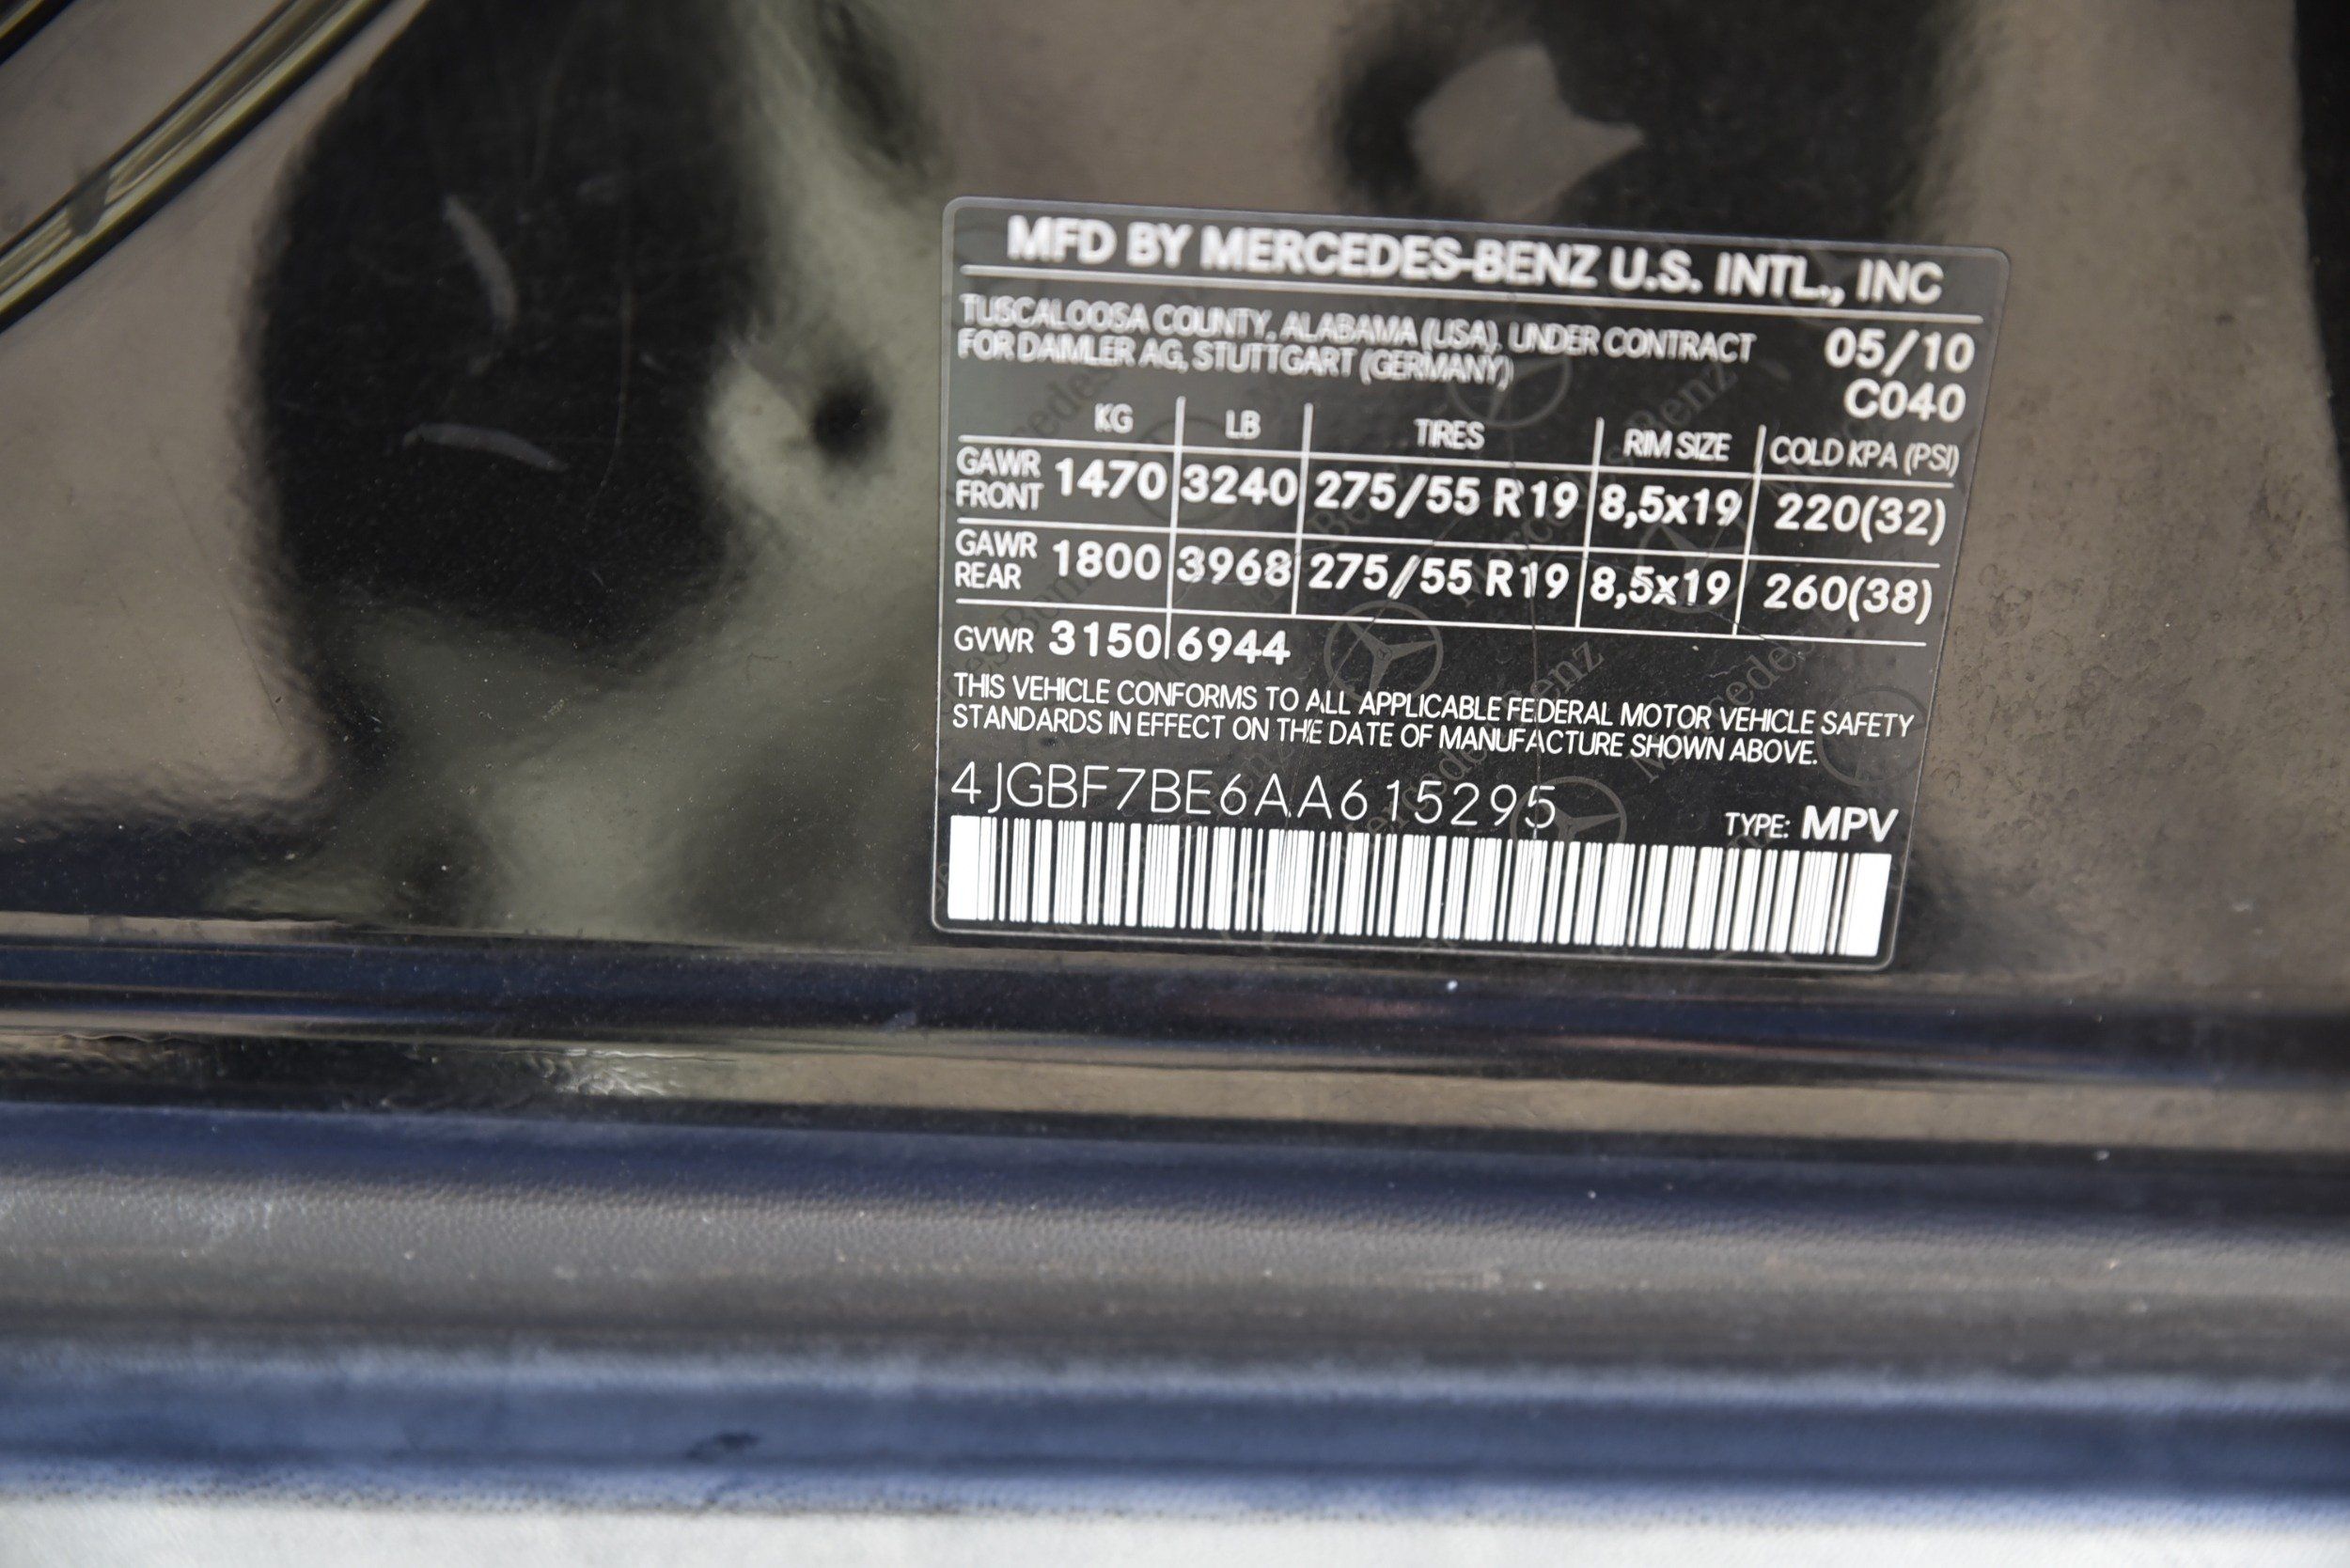 MFD BY MERCEDES-BENZ U.S. INTL., INC
TUSCALOOSA COUNTY, ALABAMA (USA), UNDER CONTRACT
FOR DAIMLER AG, STUTTGART (GERMANY)
05/10
C040
KG LB TIRES RIM SIZE COLD KPA (PSI)
GAWR FRONT 1470 3240 275/55 R 19 8,5x19 220(32)
GAWR REAR 1800 3968 275/55 R19 8,5x19 260(38)
GVWR 3150 6944
THIS VEHICLE CONFORMS TO ALL APPLICABLE FEDERAL MOTOR VEHICLE SAFETY
STANDARDS IN EFFECT ON THE DATE OF MANUFACTURE SHOWN ABOVE.
4JGBF7BE6AA615295
TYPE: MPV